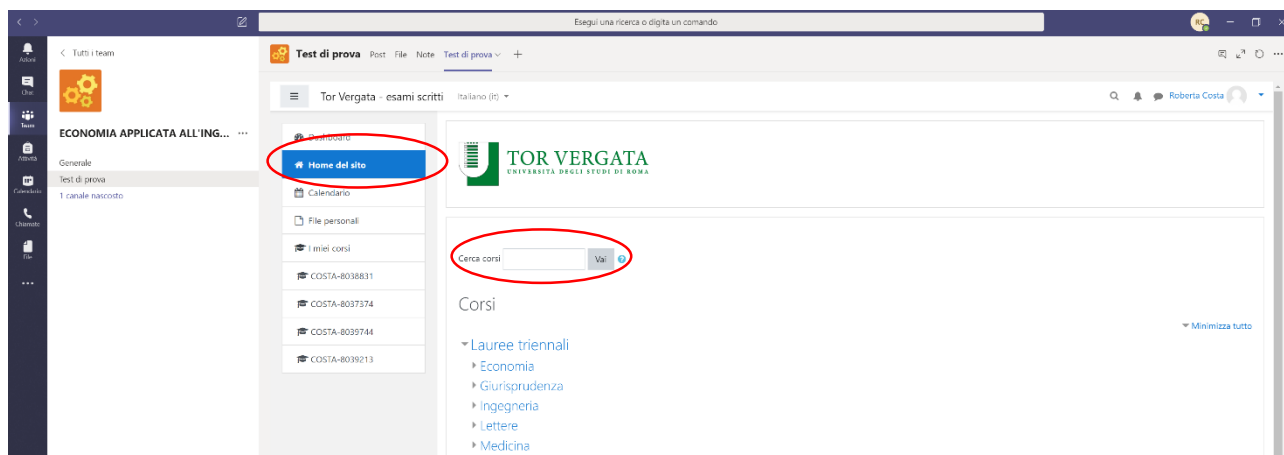 Esegui una ricerca o digita un comando
RC
Attività
Chat
Team
Attività
Calendario
Chiamate
File
Tutti i team
ECONOMIA APPLICATA ALL'ING...
Generale
Test di prova
1 canale nascosto
Test di prova Post File Note Test di prova
Tor Vergata - esami scritti Italiano (it) Roberta Costa
Dashboard
Home del sito
Calendario
File personali
I miei corsi
COSTA-8038831
COSTA-8037374
COSTA-8039744
COSTA-8039213
TOR VERGATA
UNIVERSITÀ DEGLI STUDI DI ROMA
Cerca corsi Vai
Corsi
Minimizza tutto
Lauree triennali
Economia
Giurisprudenza
Ingegneria
Lettere
Medicina